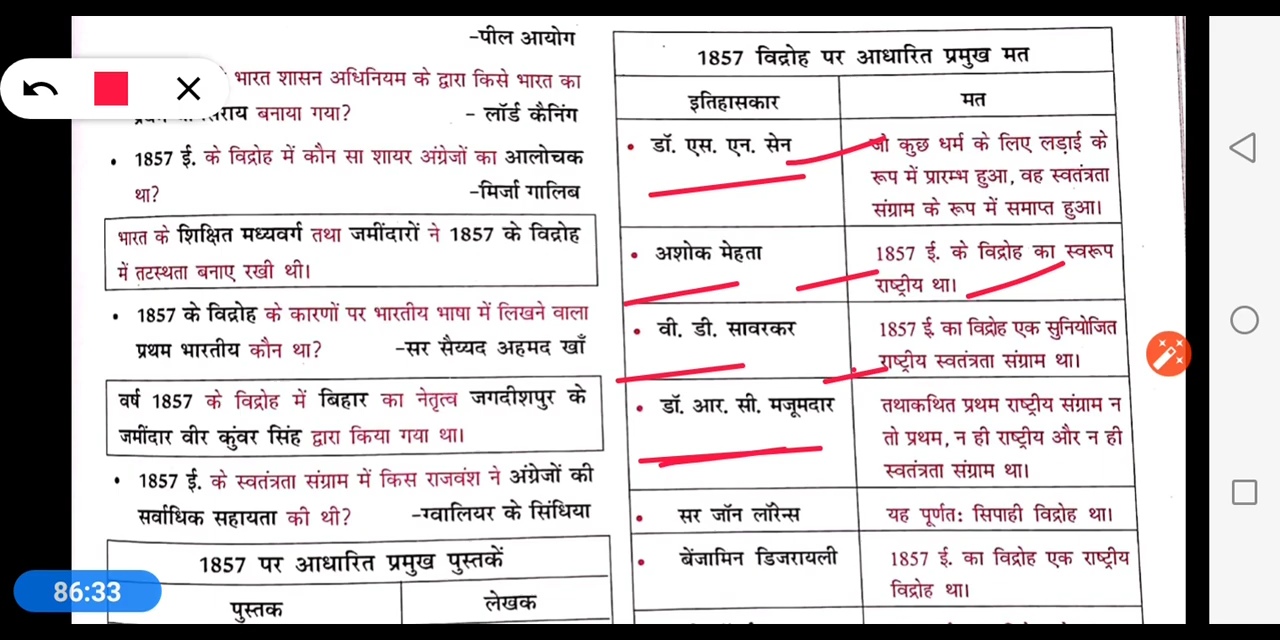 -पील आयोग
भारत शासन अधिनियम के द्वारा किसे भारत का
बनाया गया? - लॉर्ड कैनिंग
• 1857 ई. के विद्रोह में कौन सा शायर अंग्रेजों का आलोचक
था? -मिर्जा गालिब
भारत के शिक्षित मध्यवर्ग तथा जमींदारों ने 1857 के विद्रोह
में तटस्थता बनाए रखी थी।
• 1857 के विद्रोह के कारणों पर भारतीय भाषा में लिखने वाला
प्रथम भारतीय कौन था? -सर सैय्यद अहमद खाँ
वर्ष 1857 के विद्रोह में बिहार का नेतृत्व जगदीशपुर के
जमींदार वीर कुंवर सिंह द्वारा किया गया था।
• 1857 ई. के स्वतंत्रता संग्राम में किस राजवंश ने अंग्रेजों की
सर्वाधिक सहायता की थी? -ग्वालियर के सिंधिया
1857 पर आधारित प्रमुख पुस्तकें
पुस्तक लेखक
86:33
1857 विद्रोह पर आधारित प्रमुख मत
इतिहासकार मत
• डॉ. एस. एन. सेन जो कुछ धर्म के लिए लड़ाई के
रूप में प्रारम्भ हुआ, वह स्वतंत्रता
संग्राम के रूप में समाप्त हुआ।
• अशोक मेहता 1857 ई. के विद्रोह का स्वरूप
राष्ट्रीय था।
• वी. डी. सावरकर 1857 ई. का विद्रोह एक सुनियोजित
राष्ट्रीय स्वतंत्रता संग्राम था।
• डॉ. आर. सी. मजूमदार तथाकथित प्रथम राष्ट्रीय संग्राम न
तो प्रथम, न ही राष्ट्रीय और न ही
स्वतंत्रता संग्राम था।
• सर जॉन लॉरेन्स यह पूर्णत: सिपाही विद्रोह था।
• बेंजामिन डिजरायली 1857 ई. का विद्रोह एक राष्ट्रीय
विद्रोह था।